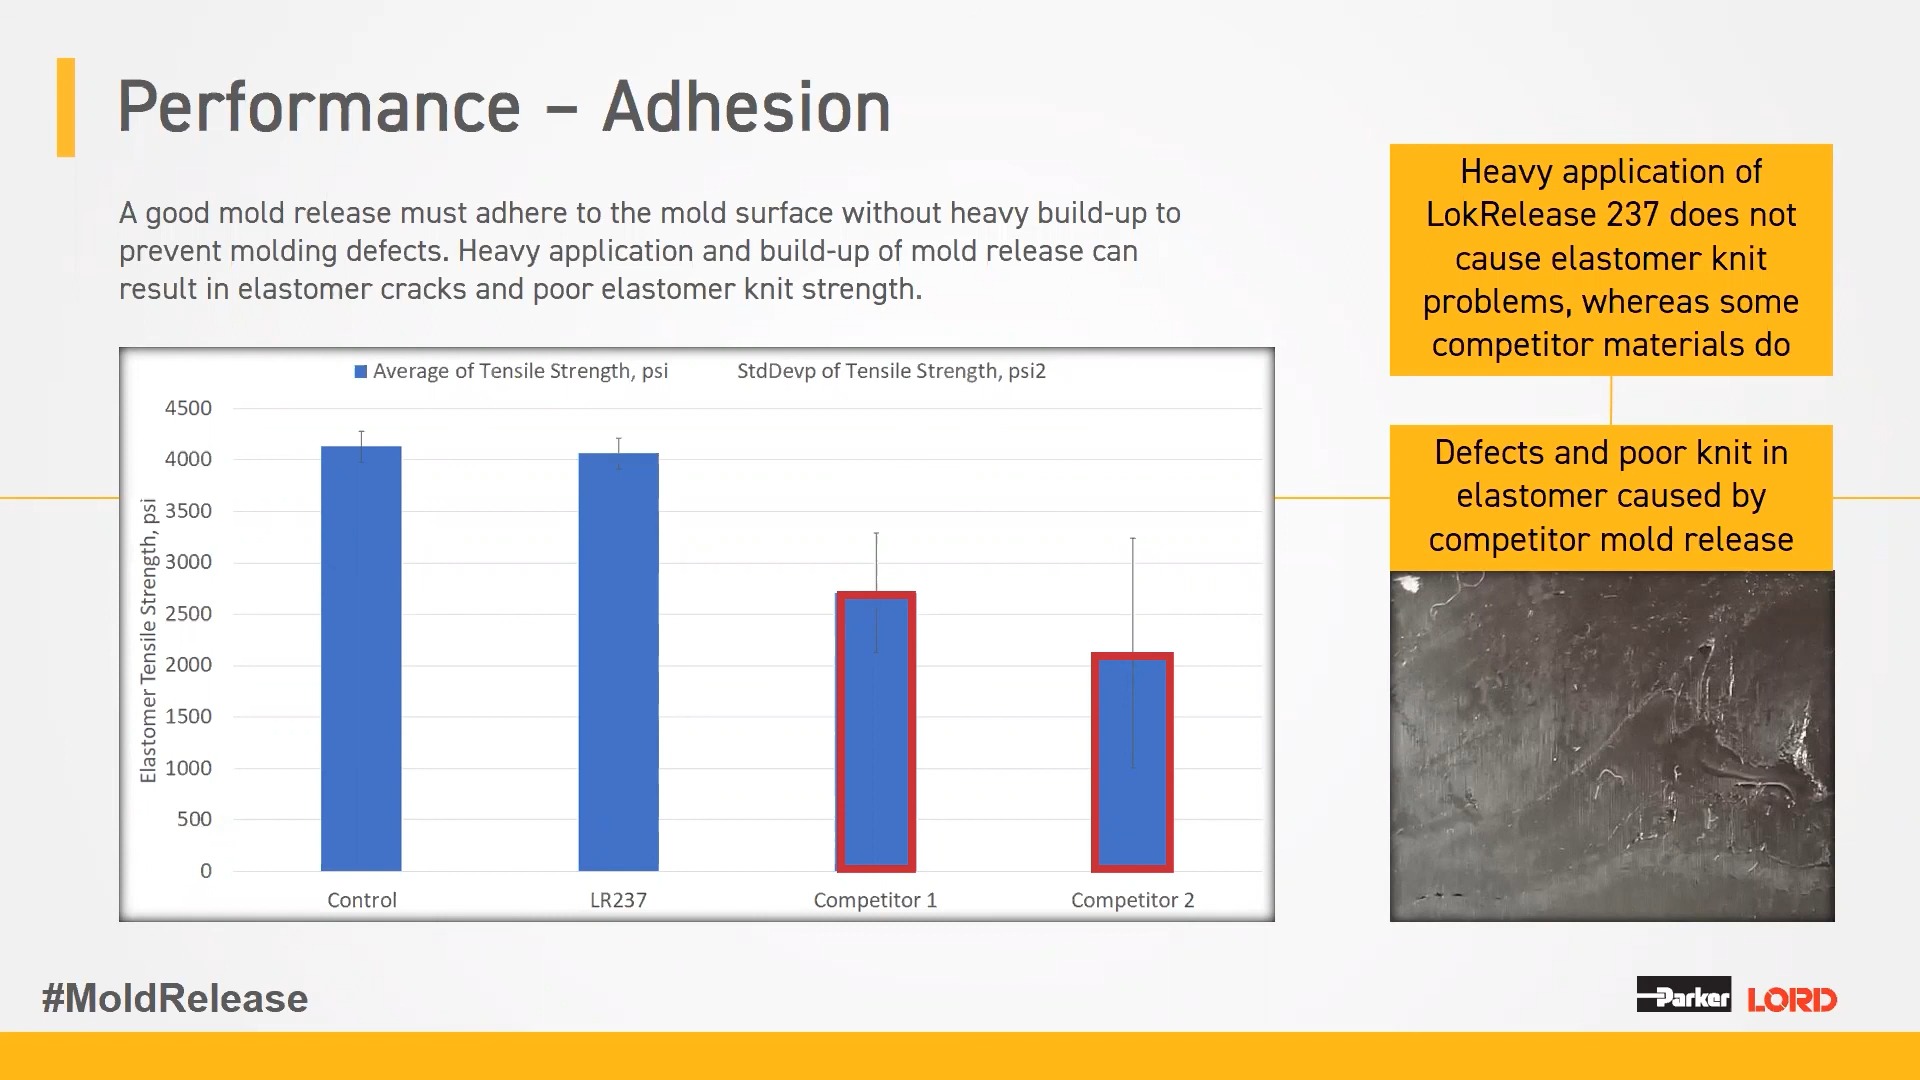 Performance – Adhesion
A good mold release must adhere to the mold surface without heavy build-up to
prevent molding defects. Heavy application and build-up of mold release can
result in elastomer cracks and poor elastomer knit strength.
Heavy application of
LokRelease 237 does not
cause elastomer knit
problems, whereas some
competitor materials do
Defects and poor knit in
elastomer caused by
competitor mold release
Average of Tensile Strength, psi
StdDevp of Tensile Strength, psi2
Elastomer Tensile Strength, psi
4500
4000
3500
3000
2500
2000
1500
1000
500
0
Control
LR237
Competitor 1
Competitor 2
#MoldRelease
Parker
LORD